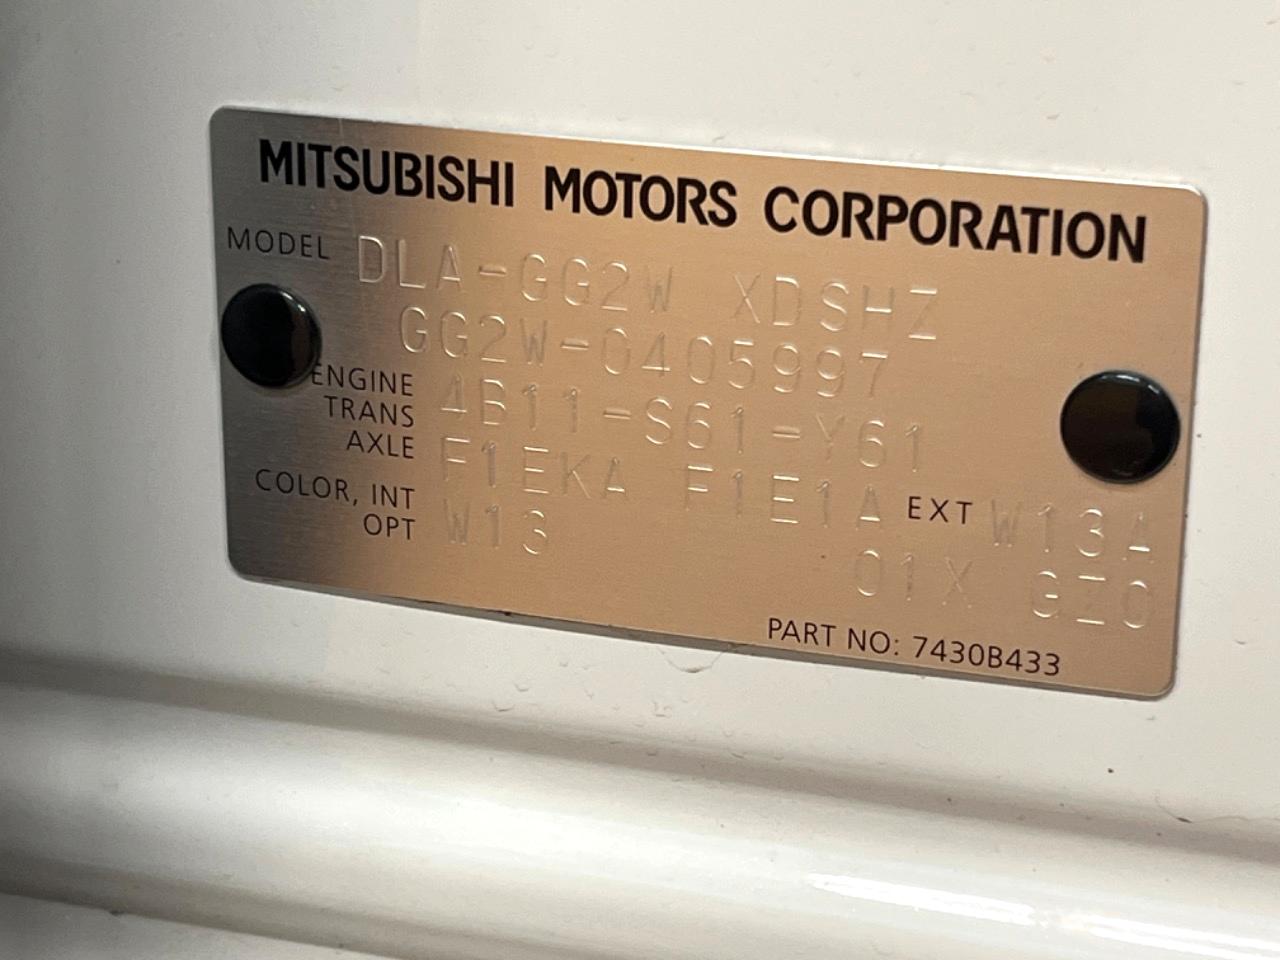 MITSUBISHI MOTORS CORPORATION
MODEL DLA-GG2W XDSHZ
GG2W-0405997
ENGINE 4B11-S61-Y61
TRANS
AXLE F1EKA F1E1A
COLOR, INT W13 EXT W13A
OPT 01X GZ0
PART NO: 7430B433